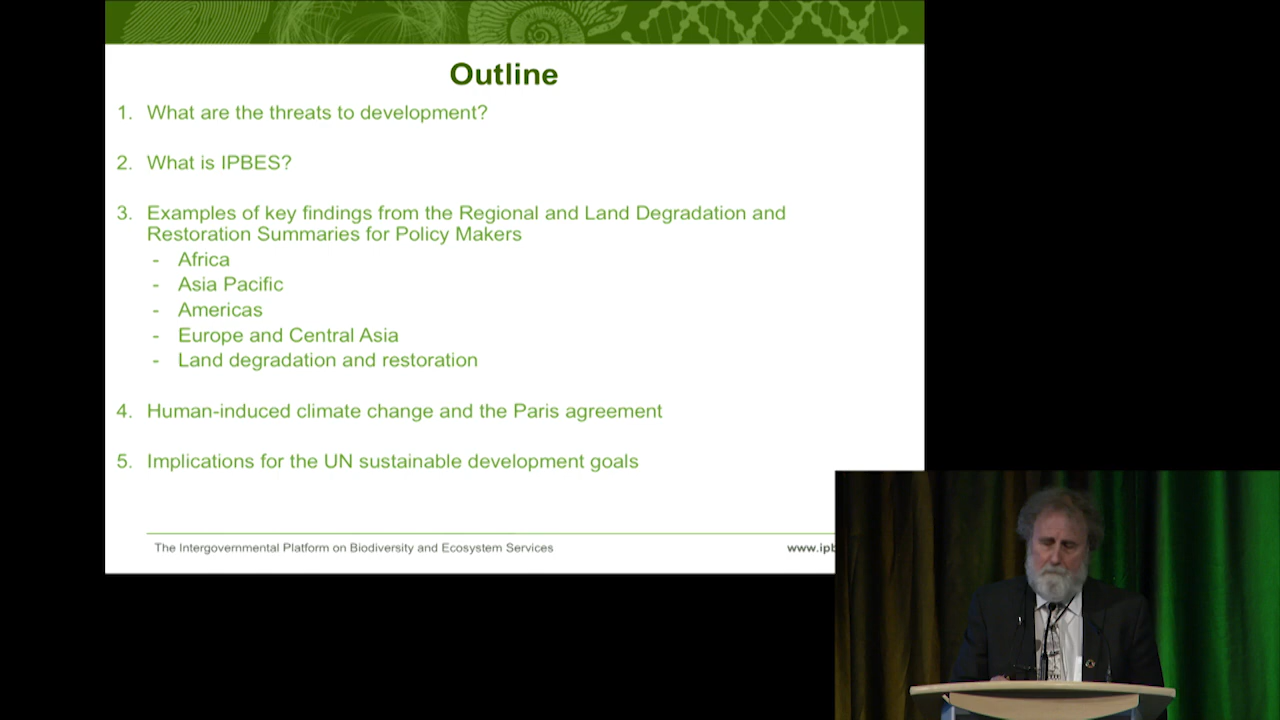 Outline
1. What are the threats to development?
2. What is IPBES?
3. Examples of key findings from the Regional and Land Degradation and
Restoration Summaries for Policy Makers
- Africa
- Asia Pacific
- Americas
- Europe and Central Asia
- Land degradation and restoration
4. Human-induced climate change and the Paris agreement
5. Implications for the UN sustainable development goals
The Intergovernmental Platform on Biodiversity and Ecosystem Services
www.ipb